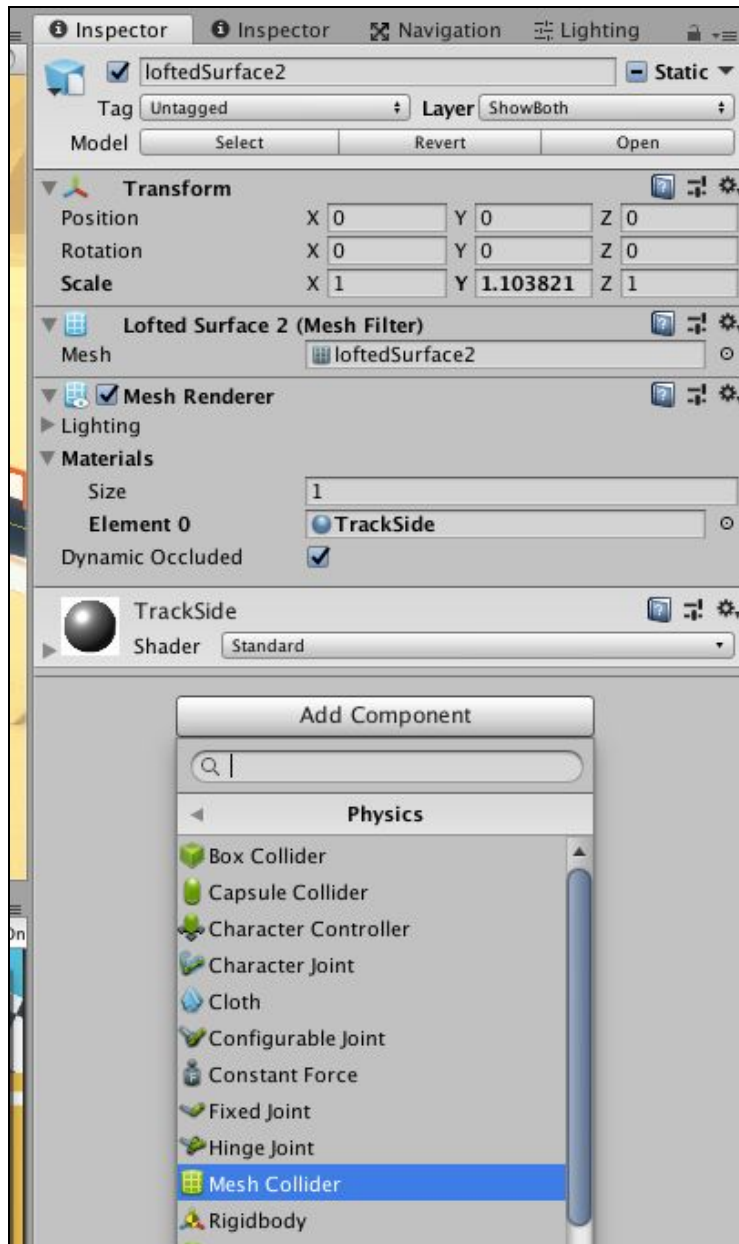 Inspector Inspector Navigation Lighting
loftedSurface2 Static
Tag Untagged Layer ShowBoth
Model Select Revert Open
Transform
Position X 0 Y 0 Z 0
Rotation X 0 Y 0 Z 0
Scale X 1 Y 1.103821 Z 1
Lofted Surface 2 (Mesh Filter)
Mesh loftedSurface2
Mesh Renderer
Lighting
Materials
Size 1
Element 0 TrackSide
Dynamic Occluded
TrackSide
Shader Standard
Add Component
Physics
Box Collider
Capsule Collider
Character Controller
Character Joint
Cloth
Configurable Joint
Constant Force
Fixed Joint
Hinge Joint
Mesh Collider
Rigidbody